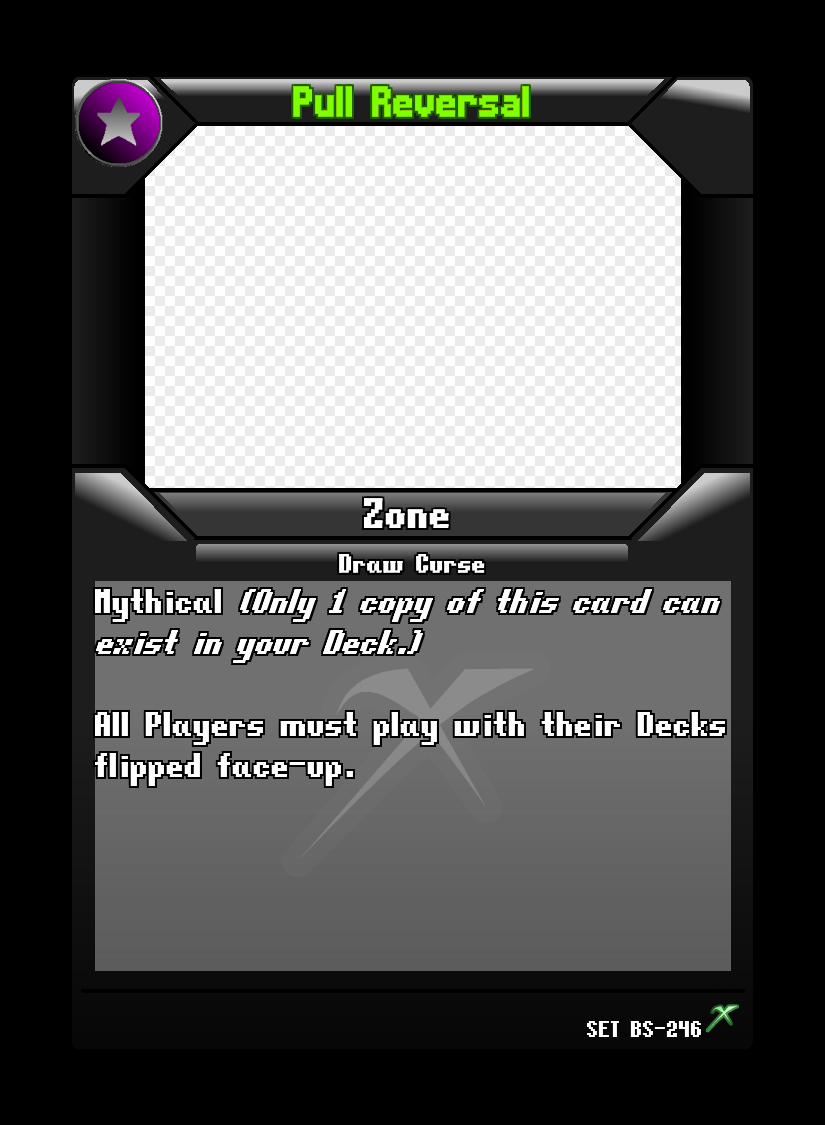 Pull Reversal
Zone
Draw Curse
Mythical (Only 1 copy of this card can
exist in your Deck.)
All Players must play with their Decks
flipped face-up.
SET BS-246